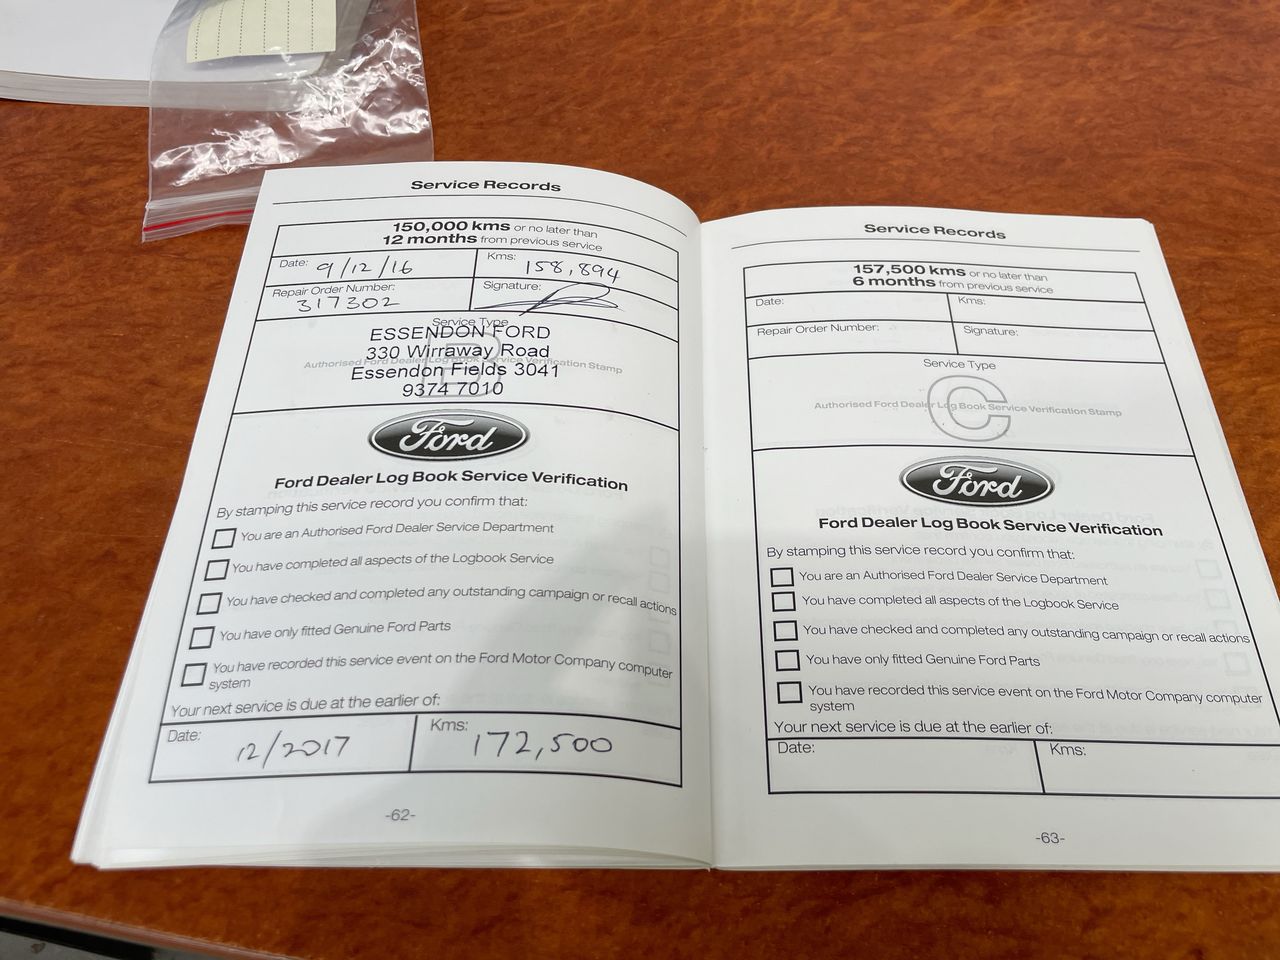 Service Records
150,000 kms or no later than
12 months from previous service
Date: 9/12/16
Kms: 158,894
Repair Order Number: 317302
Signature:
Service Type
B
Authorised Ford Dealer Log Book Service Verification Stamp
ESSENDON FORD
330 Wirraway Road
Essendon Fields 3041
9374 7010
Ford
Ford Dealer Log Book Service Verification
By stamping this service record you confirm that:
You are an Authorised Ford Dealer Service Department
You have completed all aspects of the Logbook Service
You have checked and completed any outstanding campaign or recall actions
You have only fitted Genuine Ford Parts
You have recorded this service event on the Ford Motor Company computer
system
Your next service is due at the earlier of:
Date: 12/2017
Kms: 172,500
-62-
Service Records
157,500 kms or no later than
6 months from previous service
Date:
Kms:
Repair Order Number:
Signature:
Service Type
C
Authorised Ford Dealer Log Book Service Verification Stamp
Ford
Ford Dealer Log Book Service Verification
By stamping this service record you confirm that:
You are an Authorised Ford Dealer Service Department
You have completed all aspects of the Logbook Service
You have checked and completed any outstanding campaign or recall actions
You have only fitted Genuine Ford Parts
You have recorded this service event on the Ford Motor Company computer
system
Your next service is due at the earlier of:
Date:
Kms:
-63-